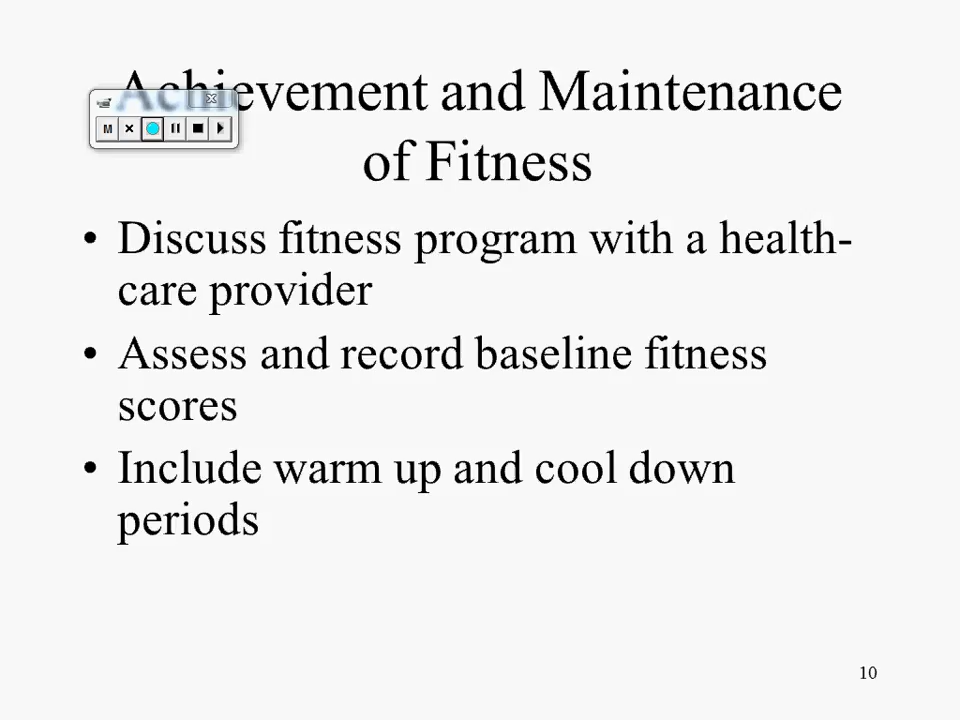 Achievement and Maintenance
of Fitness
M
• Discuss fitness program with a health-
care provider
• Assess and record baseline fitness
scores
• Include warm up and cool down
periods
10